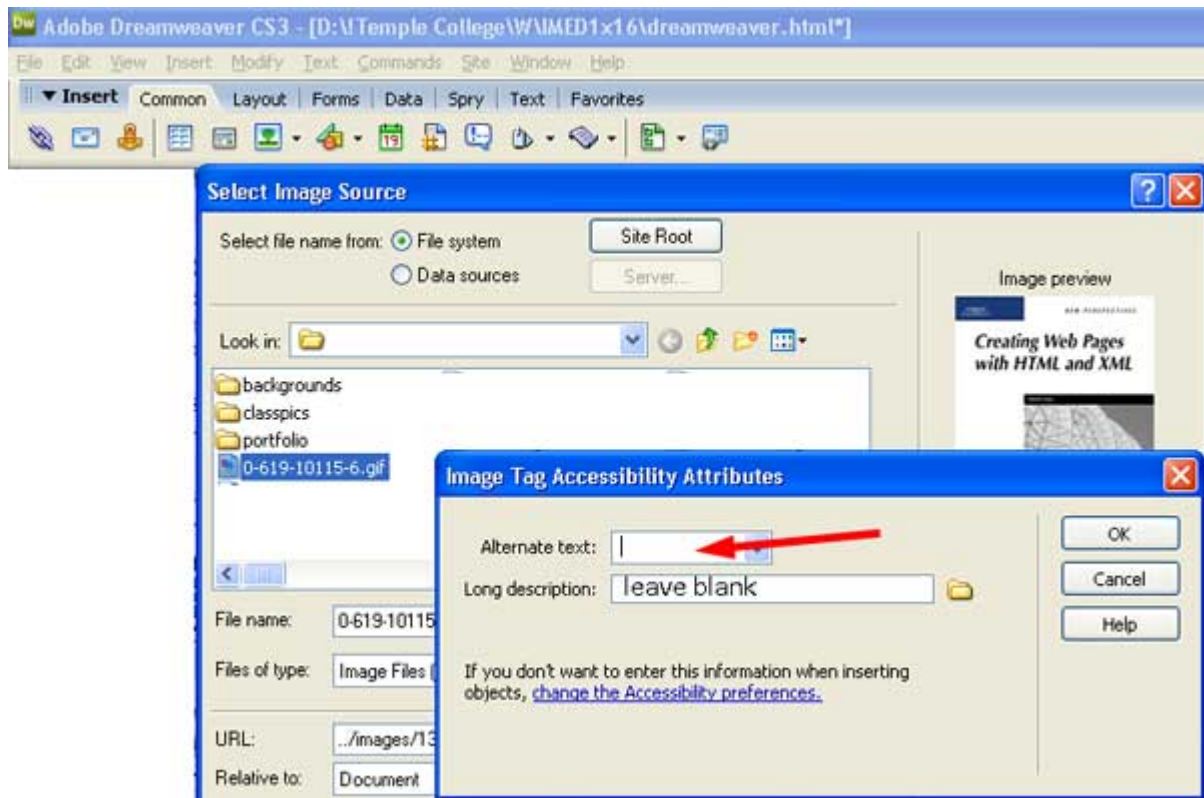 Dw Adobe Dreamweaver CS3 - [D:\!Temple College\W\IMED1x16\dreamweaver.html*]
File Edit View Insert Modify Text Commands Site Window Help
▼ Insert Common Layout Forms Data Spry Text Favorites
19
Select Image Source
Select file name from: File system Site Root
Data sources Server...
Image preview
NEW PERSPECTIVES
Look in:
Creating Web Pages
with HTML and XML
backgrounds
classpics
portfolio
0-619-10115-6.gif
Image Tag Accessibility Attributes
Alternate text:
OK
Long description: leave blank
Cancel
Help
File name: 0-619-10115
Files of type: Image Files (
If you don't want to enter this information when inserting
objects, change the Accessibility preferences.
URL: ../images/13
Relative to: Document